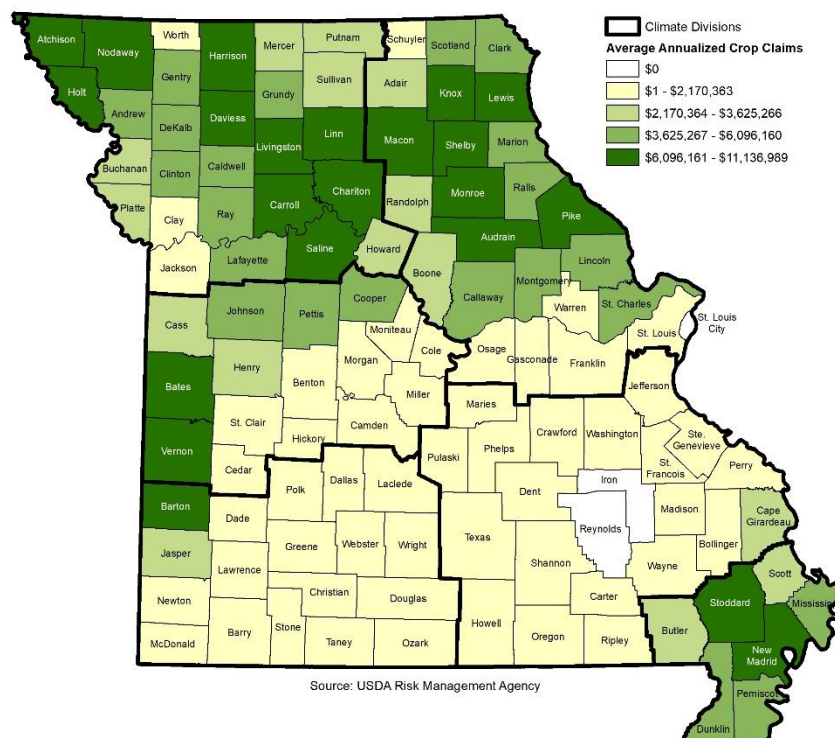 Climate Divisions
Average Annualized Crop Claims
$0
$1 - $2,170,363
$2,170,364 - $3,625,266
$3,625,267 - $6,096,160
$6,096,161 - $11,136,989
Atchison
Nodaway
Worth
Harrison
Mercer
Putnam
Schuyler
Scotland
Clark
Holt
Gentry
Sullivan
Adair
Knox
Lewis
Andrew
DeKalb
Daviess
Grundy
Linn
Macon
Shelby
Marion
Buchanan
Clinton
Caldwell
Livingston
Chariton
Randolph
Monroe
Ralls
Platte
Clay
Ray
Carroll
Pike
Audrain
Jackson
Lafayette
Saline
Howard
Boone
Callaway
Montgomery
Lincoln
Warren
St. Charles
St. Louis
St. Louis
City
Cass
Johnson
Pettis
Cooper
Moniteau
Cole
Osage
Gasconade
Franklin
Henry
Morgan
Miller
Jefferson
Bates
Benton
Camden
Maries
St. Clair
Hickory
Vernon
Cedar
Pulaski
Phelps
Crawford
Washington
Ste.
Genevieve
St.
Francois
Perry
Barton
Polk
Dallas
Laclede
Dent
Iron
Madison
Cape
Girardeau
Dade
Reynolds
Bollinger
Jasper
Greene
Webster
Wright
Texas
Shannon
Wayne
Lawrence
Christian
Douglas
Carter
Scott
Newton
Stoddard
Mississippi
McDonald
Barry
Stone
Taney
Ozark
Howell
Oregon
Ripley
Butler
New
Madrid
Pemiscot
Dunklin
Source: USDA Risk Management Agency